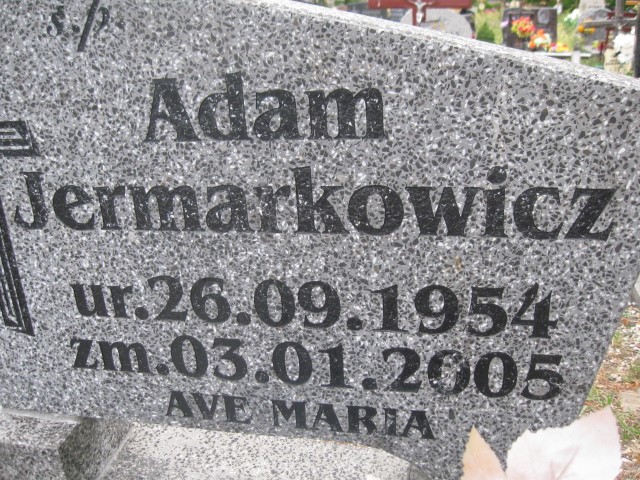 ś.p.
Adam
Jermarkowicz
ur.26.09.1954
zm.03.01.2005
AVE MARIA